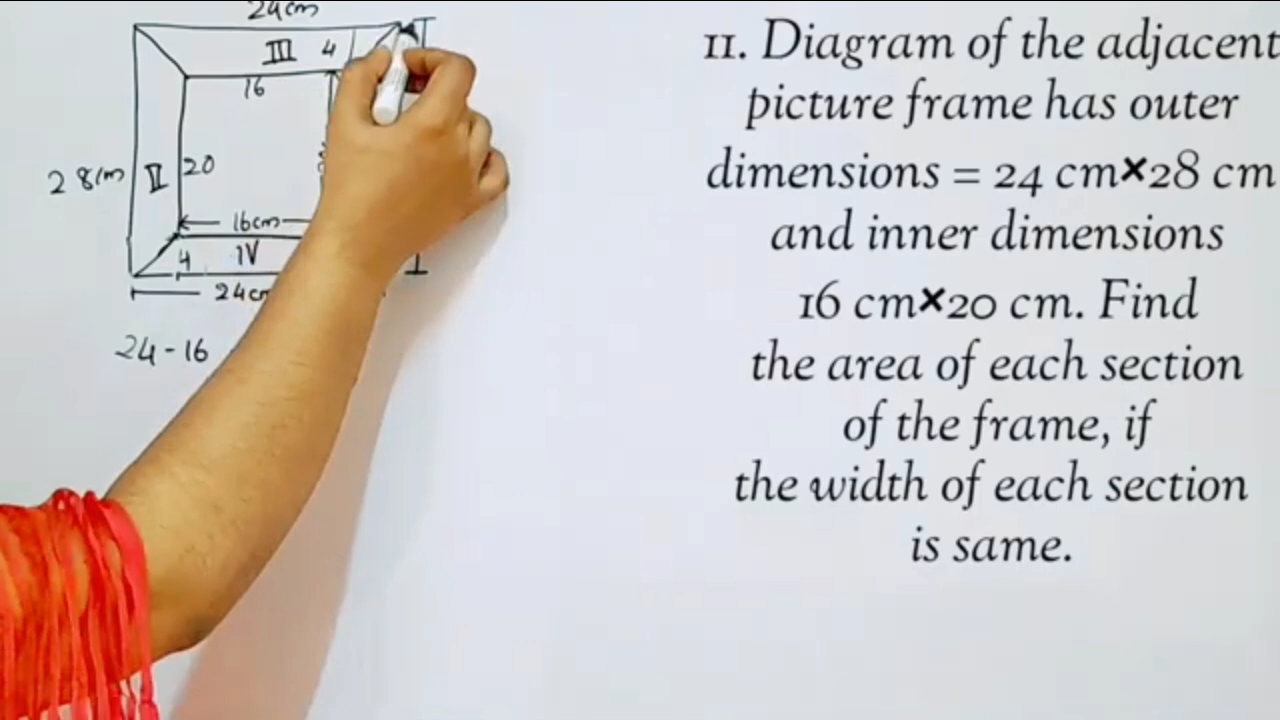 24cm
III 4
16
28cm II 20
16cm
4 IV
24c
24-16
11. Diagram of the adjacent
picture frame has outer
dimensions = 24 cm×28 cm
and inner dimensions
16 cm×20 cm. Find
the area of each section
of the frame, if
the width of each section
is same.